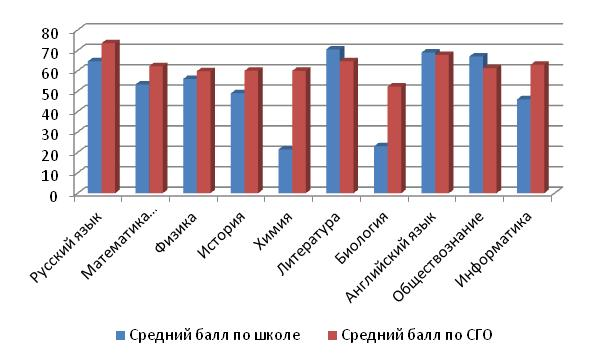 80
70
60
50
40
30
20
10
0
Русский язык
Математика...
Физика
История
Химия
Литература
Биология
Английский язык
Обществознание
Информатика
Средний балл по школе
Средний балл по СГО